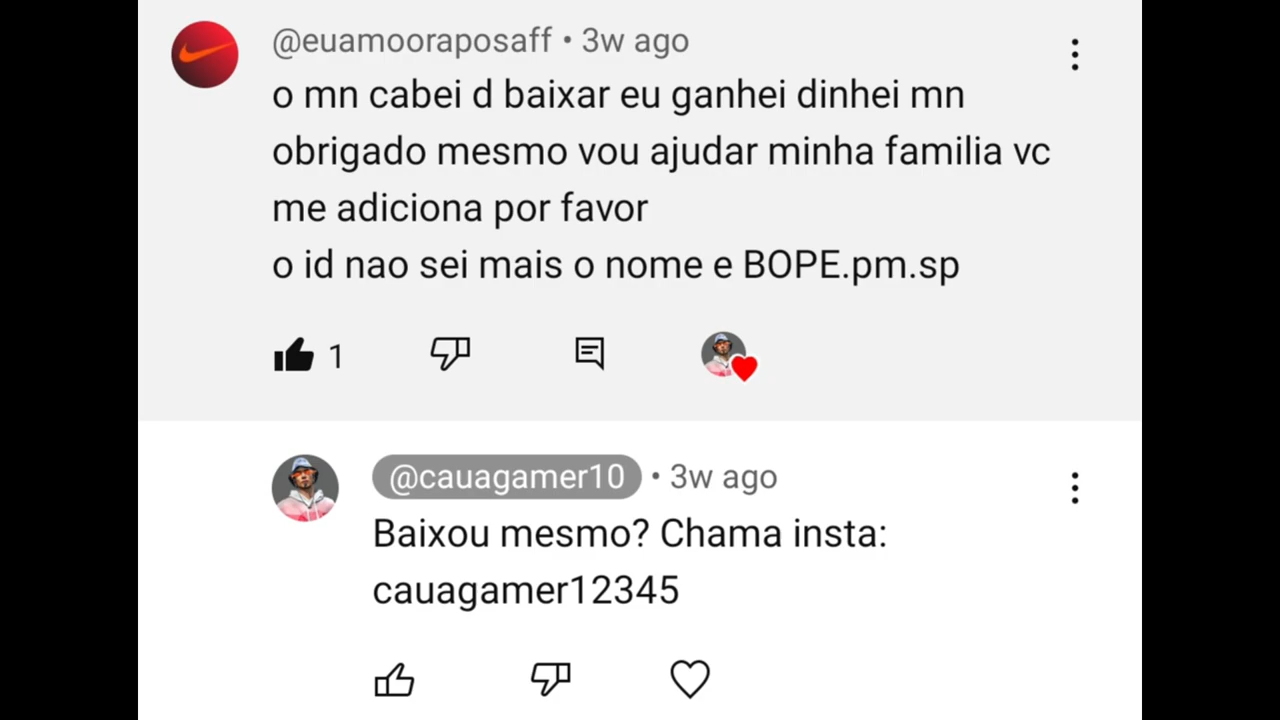 @euamooraposaff • 3w ago
o mn cabei d baixar eu ganhei dinhei mn
obrigado mesmo vou ajudar minha familia vc
me adiciona por favor
o id nao sei mais o nome e BOPE.pm.sp
1
@cauagamer10 • 3w ago
Baixou mesmo? Chama insta:
cauagamer12345